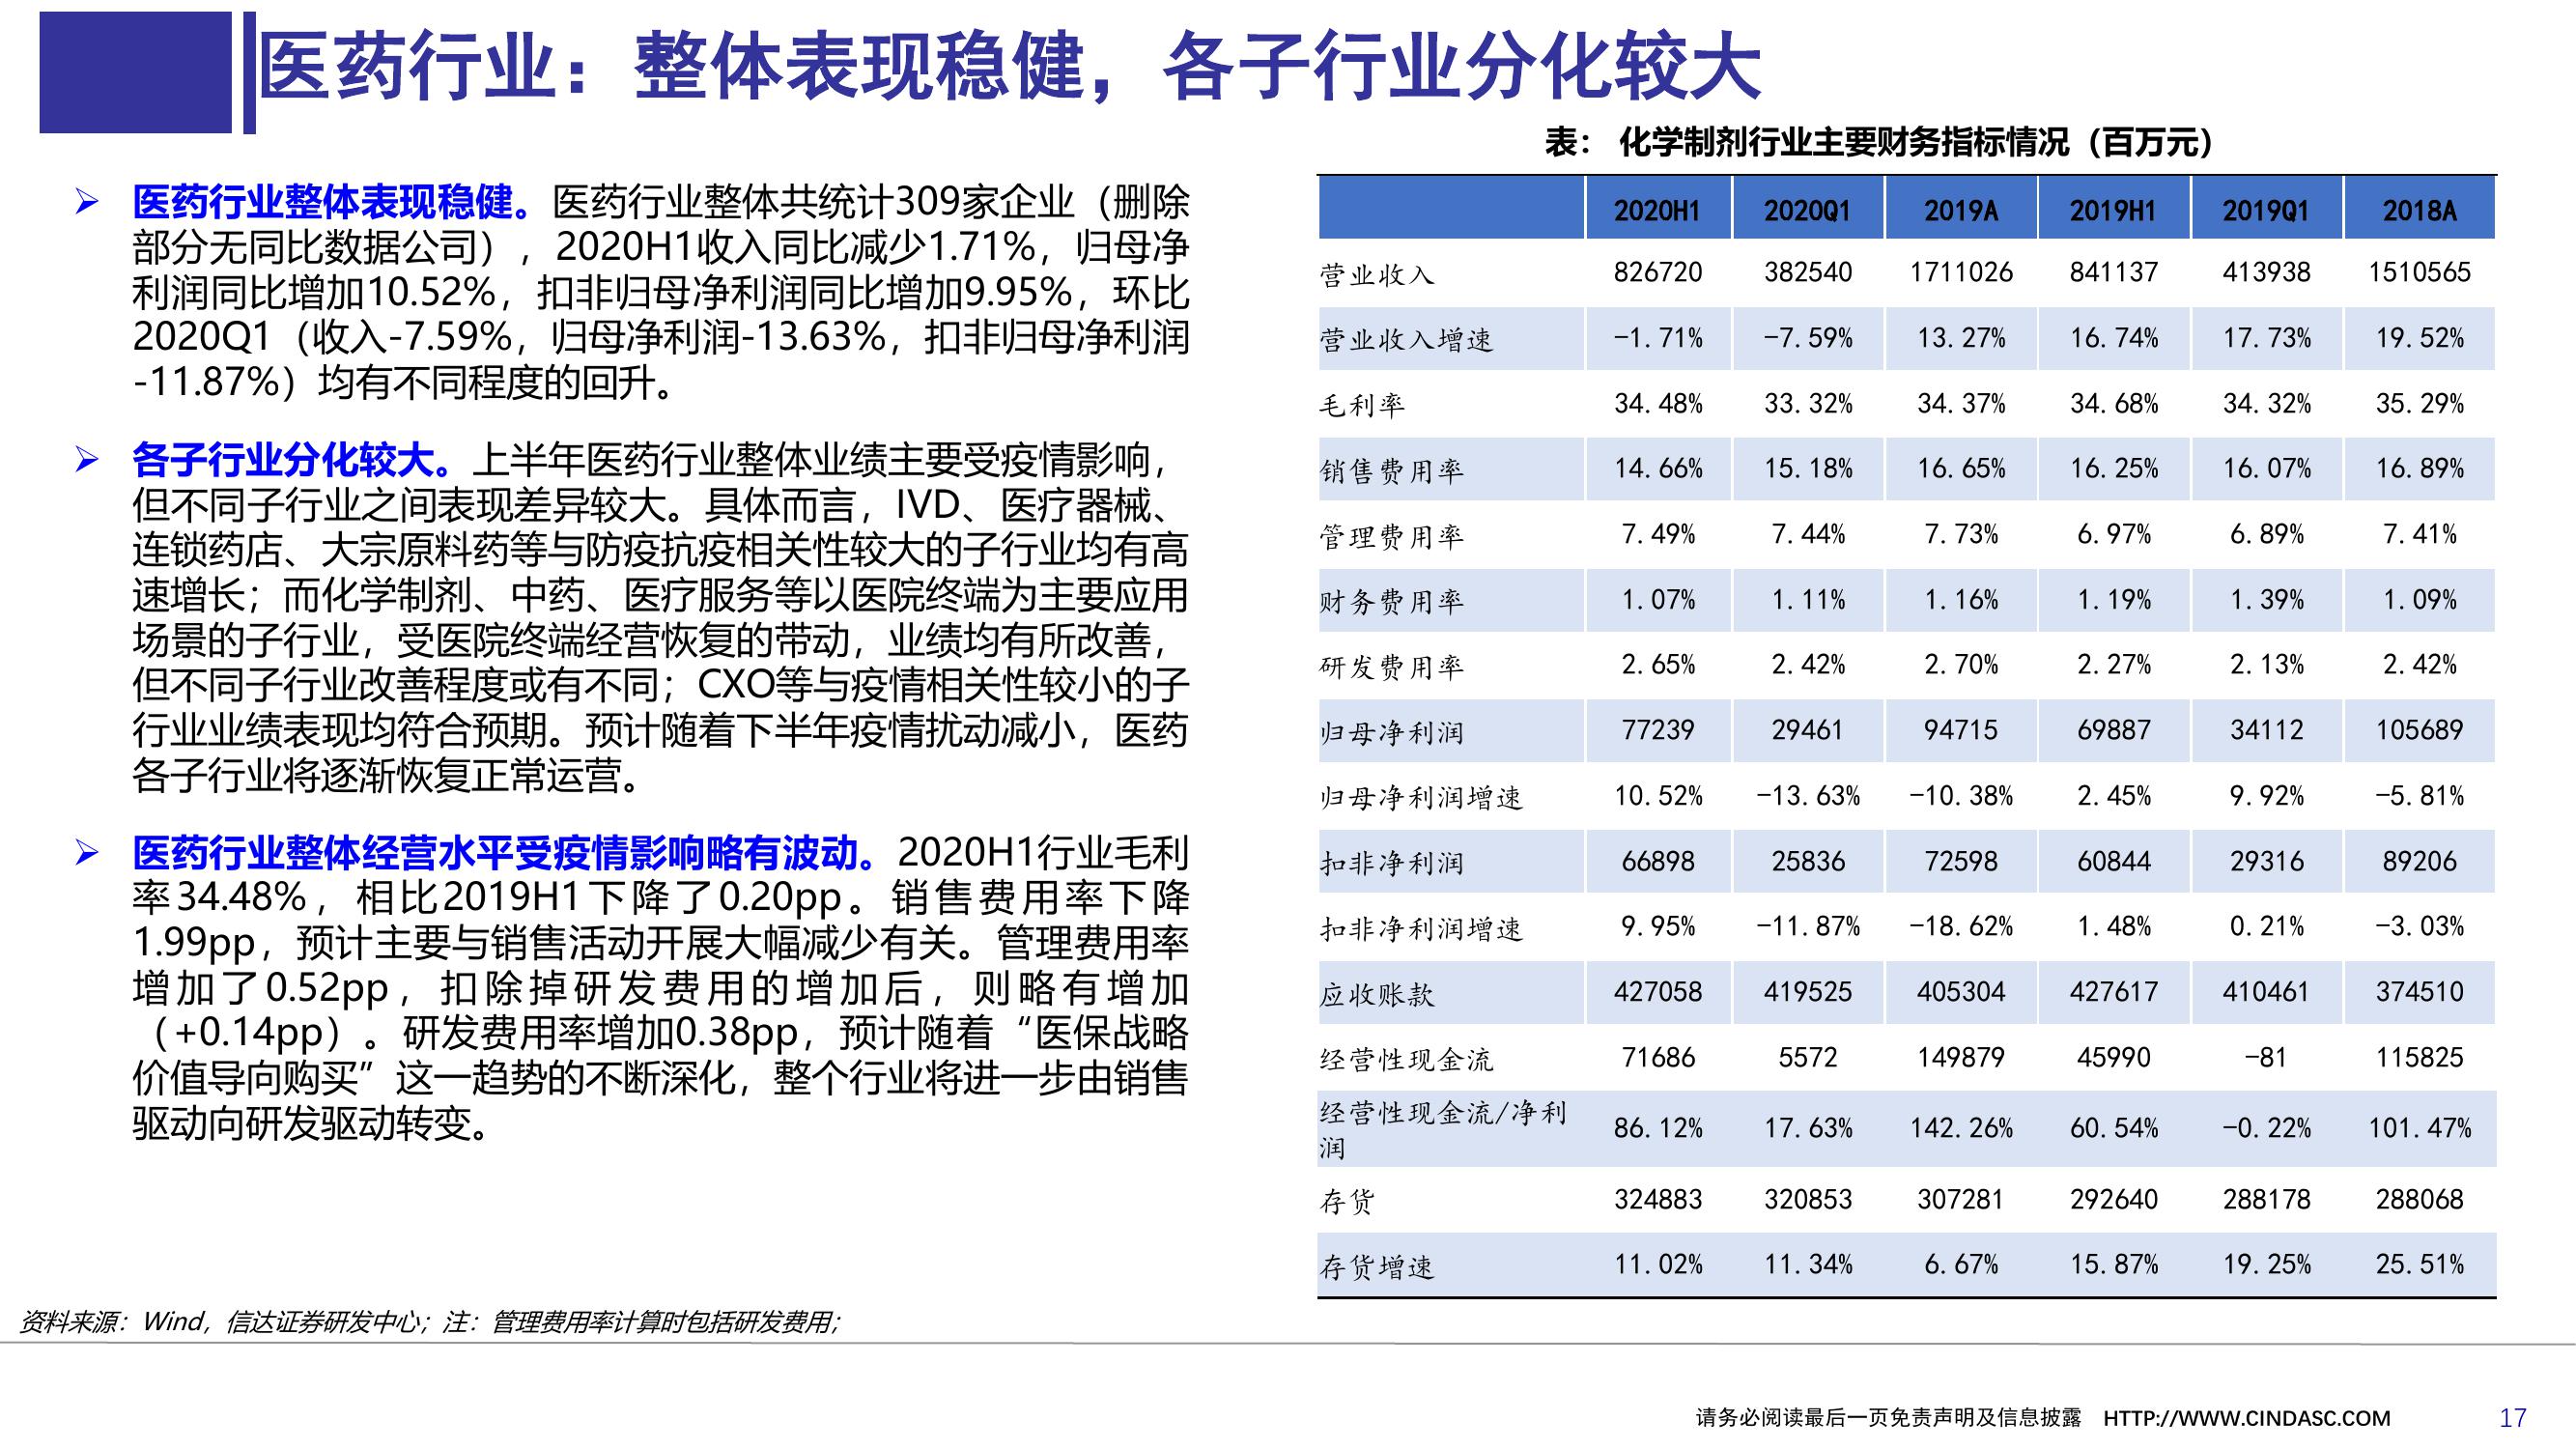 医药行业：整体表现稳健，各子行业分化较大
医药行业整体表现稳健。医药行业整体共统计309家企业（删除
部分无同比数据公司），2020H1收入同比减少1.71%，归母净
利润同比增加10.52%，扣非归母净利润同比增加9.95%，环比
2020Q1（收入-7.59%，归母净利润-13.63%，扣非归母净利润
-11.87%）均有不同程度的回升。
各子行业分化较大。上半年医药行业整体业绩主要受疫情影响，
但不同子行业之间表现差异较大。具体而言，IVD、医疗器械、
连锁药店、大宗原料药等与防疫抗疫相关性较大的子行业均有高
速增长；而化学制剂、中药、医疗服务等以医院终端为主要应用
场景的子行业，受医院终端经营恢复的带动，业绩均有所改善，
但不同子行业改善程度或有不同；CXO等与疫情相关性较小的子
行业业绩表现均符合预期。预计随着下半年疫情扰动减小，医药
各子行业将逐渐恢复正常运营。
医药行业整体经营水平受疫情影响略有波动。2020H1行业毛利
率34.48%，相比2019H1下降了0.20pp。销售费用率下降
1.99pp，预计主要与销售活动开展大幅减少有关。管理费用率
增加了0.52pp，扣除掉研发费用的增加后，则略有增加
（+0.14pp）。研发费用率增加0.38pp，预计随着“医保战略
价值导向购买”这一趋势的不断深化，整个行业将进一步由销售
驱动向研发驱动转变。
表： 化学制剂行业主要财务指标情况（百万元）
2020H1 2020Q1 2019A 2019H1 2019Q1 2018A
营业收入 826720 382540 1711026 841137 413938 1510565
营业收入增速 -1.71% -7.59% 13.27% 16.74% 17.73% 19.52%
毛利率 34.48% 33.32% 34.37% 34.68% 34.32% 35.29%
销售费用率 14.66% 15.18% 16.65% 16.25% 16.07% 16.89%
管理费用率 7.49% 7.44% 7.73% 6.97% 6.89% 7.41%
财务费用率 1.07% 1.11% 1.16% 1.19% 1.39% 1.09%
研发费用率 2.65% 2.42% 2.70% 2.27% 2.13% 2.42%
归母净利润 77239 29461 94715 69887 34112 105689
归母净利润增速 10.52% -13.63% -10.38% 2.45% 9.92% -5.81%
扣非净利润 66898 25836 72598 60844 29316 89206
扣非净利润增速 9.95% -11.87% -18.62% 1.48% 0.21% -3.03%
应收账款 427058 419525 405304 427617 410461 374510
经营性现金流 71686 5572 149879 45990 -81 115825
经营性现金流/净利
润 86.12% 17.63% 142.26% 60.54% -0.22% 101.47%
存货 324883 320853 307281 292640 288178 288068
存货增速 11.02% 11.34% 6.67% 15.87% 19.25% 25.51%
资料来源：Wind，信达证券研发中心；注：管理费用率计算时包括研发费用；
请务必阅读最后一页免责声明及信息披露 HTTP://WWW.CINDASC.COM 17